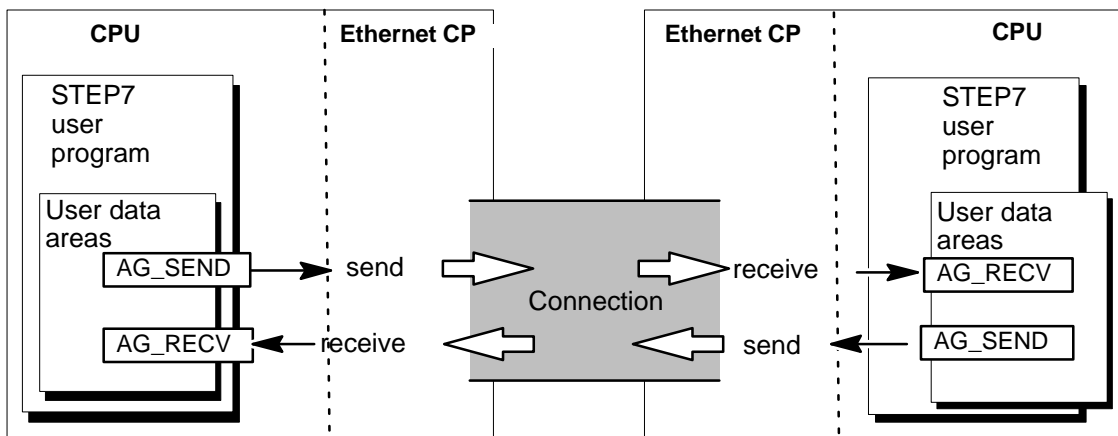 CPU
Ethernet CP
Ethernet CP
CPU
STEP7
user
program
User data
areas
AG_SEND
send
AG_RECV
receive
Connection
STEP7
user
program
User data
areas
receive
AG_RECV
send
AG_SEND